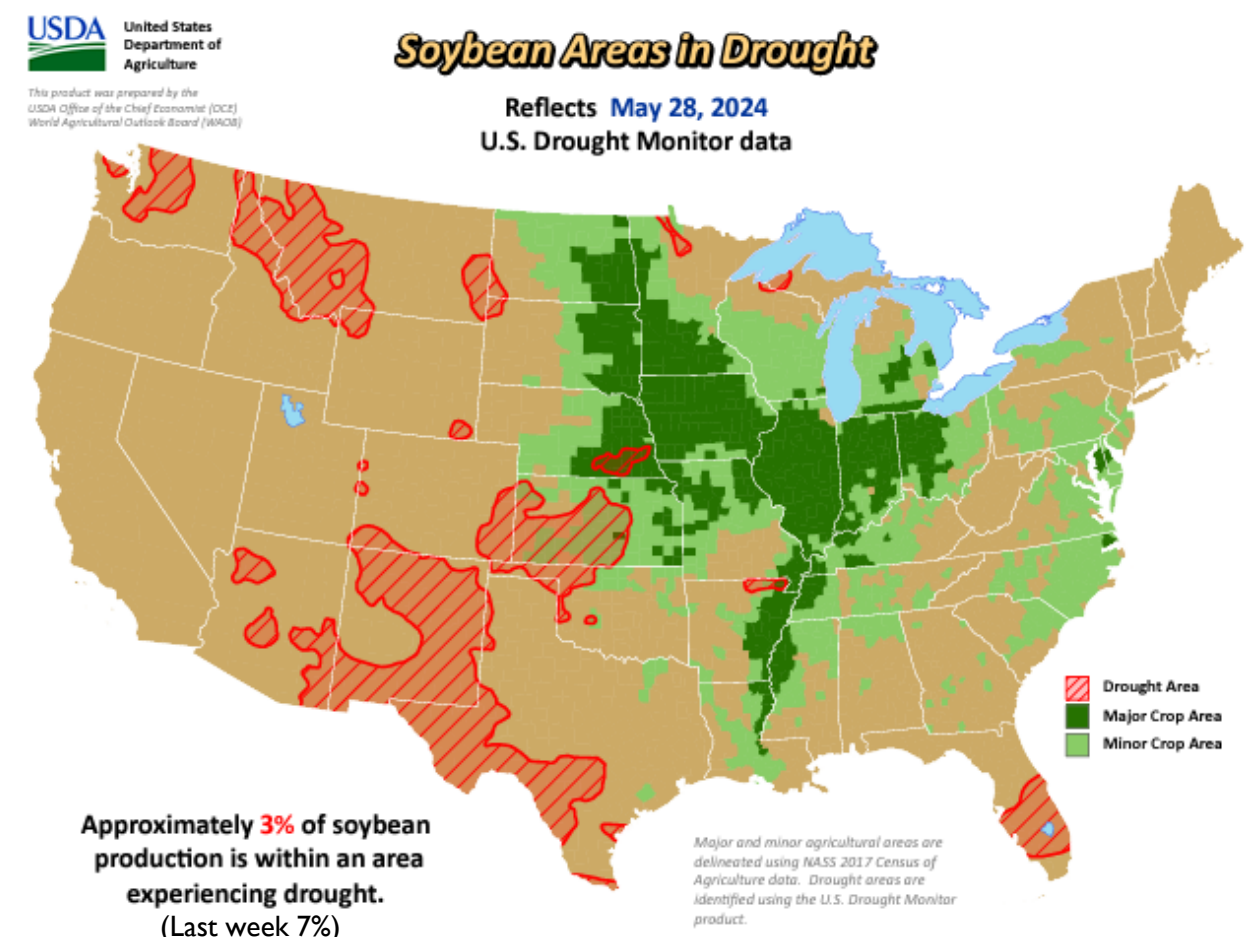 USDA
United States
Department of
Agriculture
This product was prepared by the
USDA Office of the Chief Economist (OCE)
World Agricultural Outlook Board (WAOB)
Soybean Areas in Drought
Reflects May 28, 2024
U.S. Drought Monitor data
Drought Area
Major Crop Area
Minor Crop Area
Approximately 3% of soybean
production is within an area
experiencing drought.
(Last week 7%)
Major and minor agricultural areas are
delineated using NASS 2017 Census of
Agriculture data. Drought areas are
identified using the U.S. Drought Monitor
product.